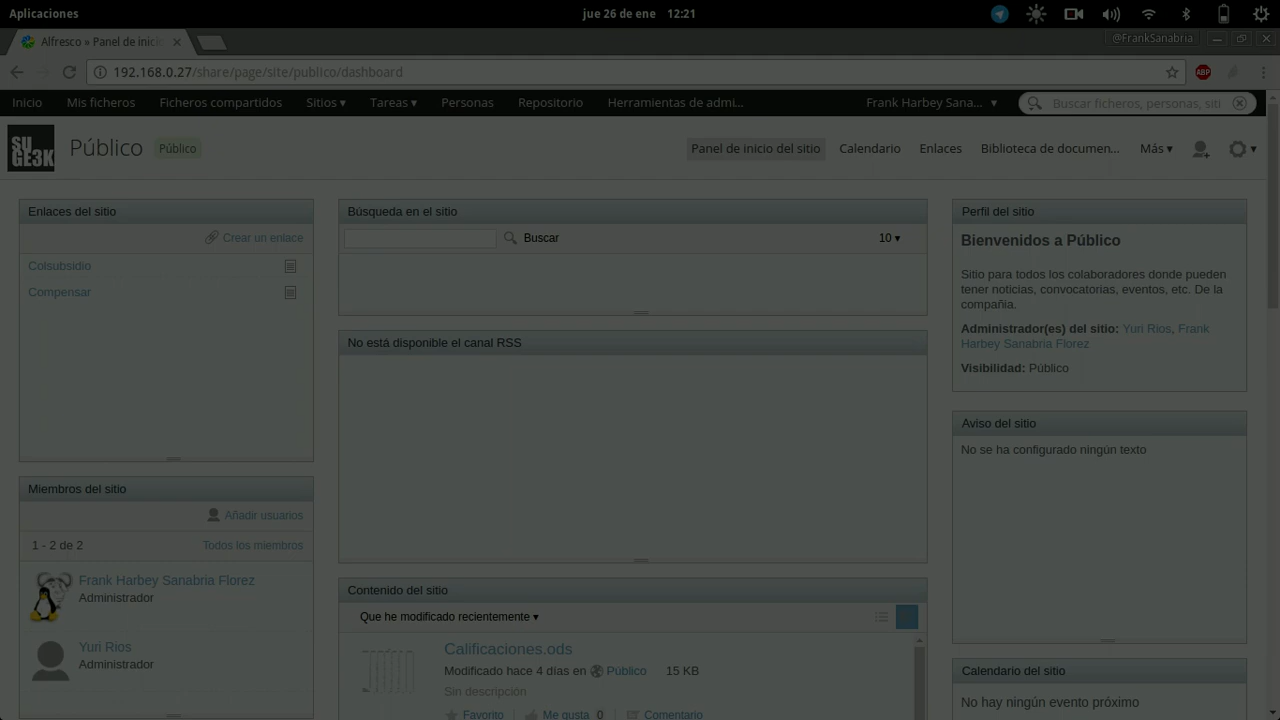 Aplicaciones
jue 26 de ene 12:21
Alfresco » Panel de inici
@FrankSanabria
192.168.0.27/share/page/site/publico/dashboard
ABP
Inicio Mis ficheros Ficheros compartidos Sitios ▾ Tareas ▾ Personas Repositorio Herramientas de admi... Frank Harbey Sana... ▾ Buscar ficheros, personas, siti
SU GE3K
Público Público
Panel de inicio del sitio Calendario Enlaces Biblioteca de documen... Más ▾
Enlaces del sitio
Crear un enlace
Colsubsidio
Compensar
Miembros del sitio
Añadir usuarios
1 - 2 de 2 Todos los miembros
Frank Harbey Sanabria Florez
Administrador
Yuri Rios
Administrador
Búsqueda en el sitio
Buscar 10 ▾
No está disponible el canal RSS
Contenido del sitio
Que he modificado recientemente ▾
Calificaciones.ods
Modificado hace 4 días en Público 15 KB
Sin descripción
Favorito Me gusta 0 Comentario
Perfil del sitio
Bienvenidos a Público
Sitio para todos los colaboradores donde pueden
tener noticias, convocatorias, eventos, etc. De la
compañia.
Administrador(es) del sitio: Yuri Rios, Frank
Harbey Sanabria Florez
Visibilidad: Público
Aviso del sitio
No se ha configurado ningún texto
Calendario del sitio
No hay ningún evento próximo